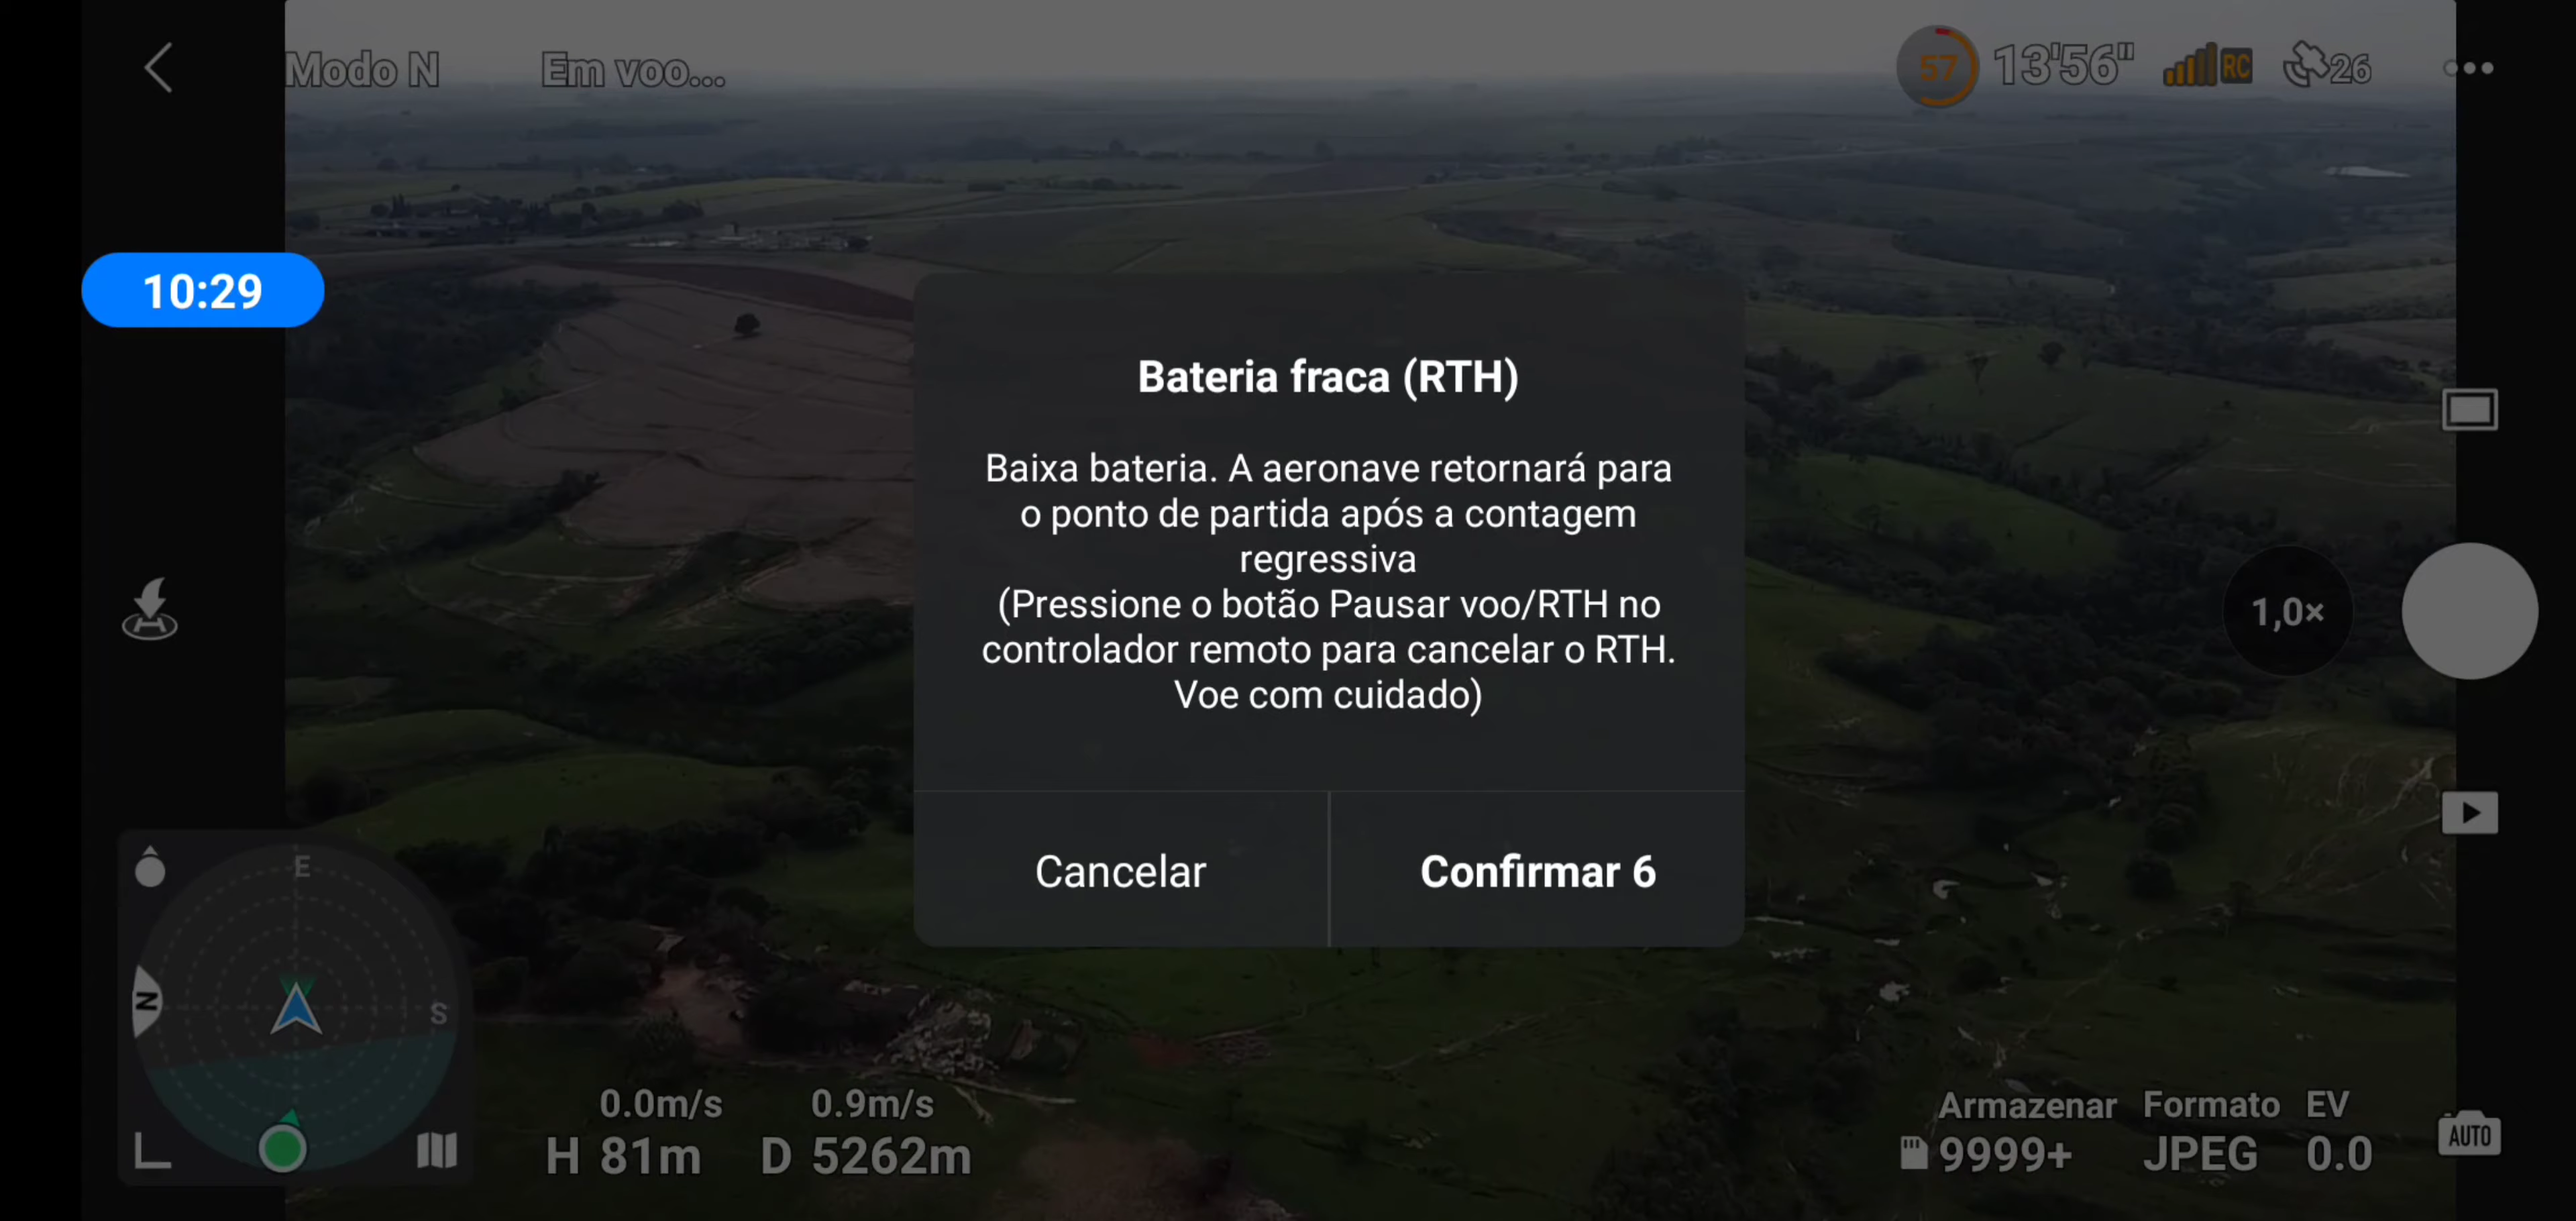 Modo N Em voo... 57 13'56" RC 26
10:29
Bateria fraca (RTH)
Baixa bateria. A aeronave retornará para
o ponto de partida após a contagem
regressiva
(Pressione o botão Pausar voo/RTH no
controlador remoto para cancelar o RTH.
Voe com cuidado)
1,0×
Cancelar
Confirmar 6
E
N
S
0.0m/s 0.9m/s
H 81m D 5262m
Armazenar Formato EV
9999+ JPEG 0.0
AUTO